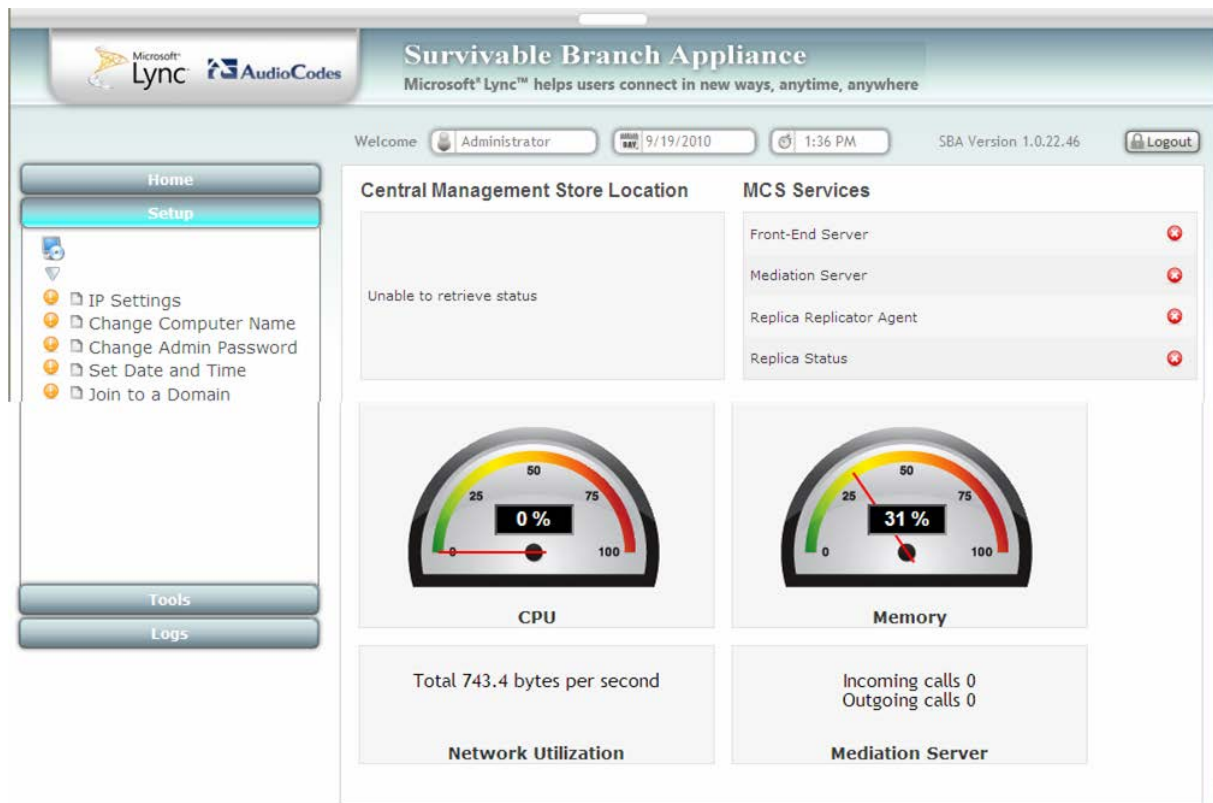 Microsoft®
Lync
AudioCodes
Survivable Branch Appliance
Microsoft® Lync™ helps users connect in new ways, anytime, anywhere
Welcome Administrator 9/19/2010 1:36 PM SBA Version 1.0.22.46 Logout
Home
Setup
IP Settings
Change Computer Name
Change Admin Password
Set Date and Time
Join to a Domain
Tools
Logs
Central Management Store Location
Unable to retrieve status
MCS Services
Front-End Server
Mediation Server
Replica Replicator Agent
Replica Status
0 25 50 75 100
0 %
CPU
0 25 50 75 100
31 %
Memory
Total 743.4 bytes per second
Network Utilization
Incoming calls 0
Outgoing calls 0
Mediation Server